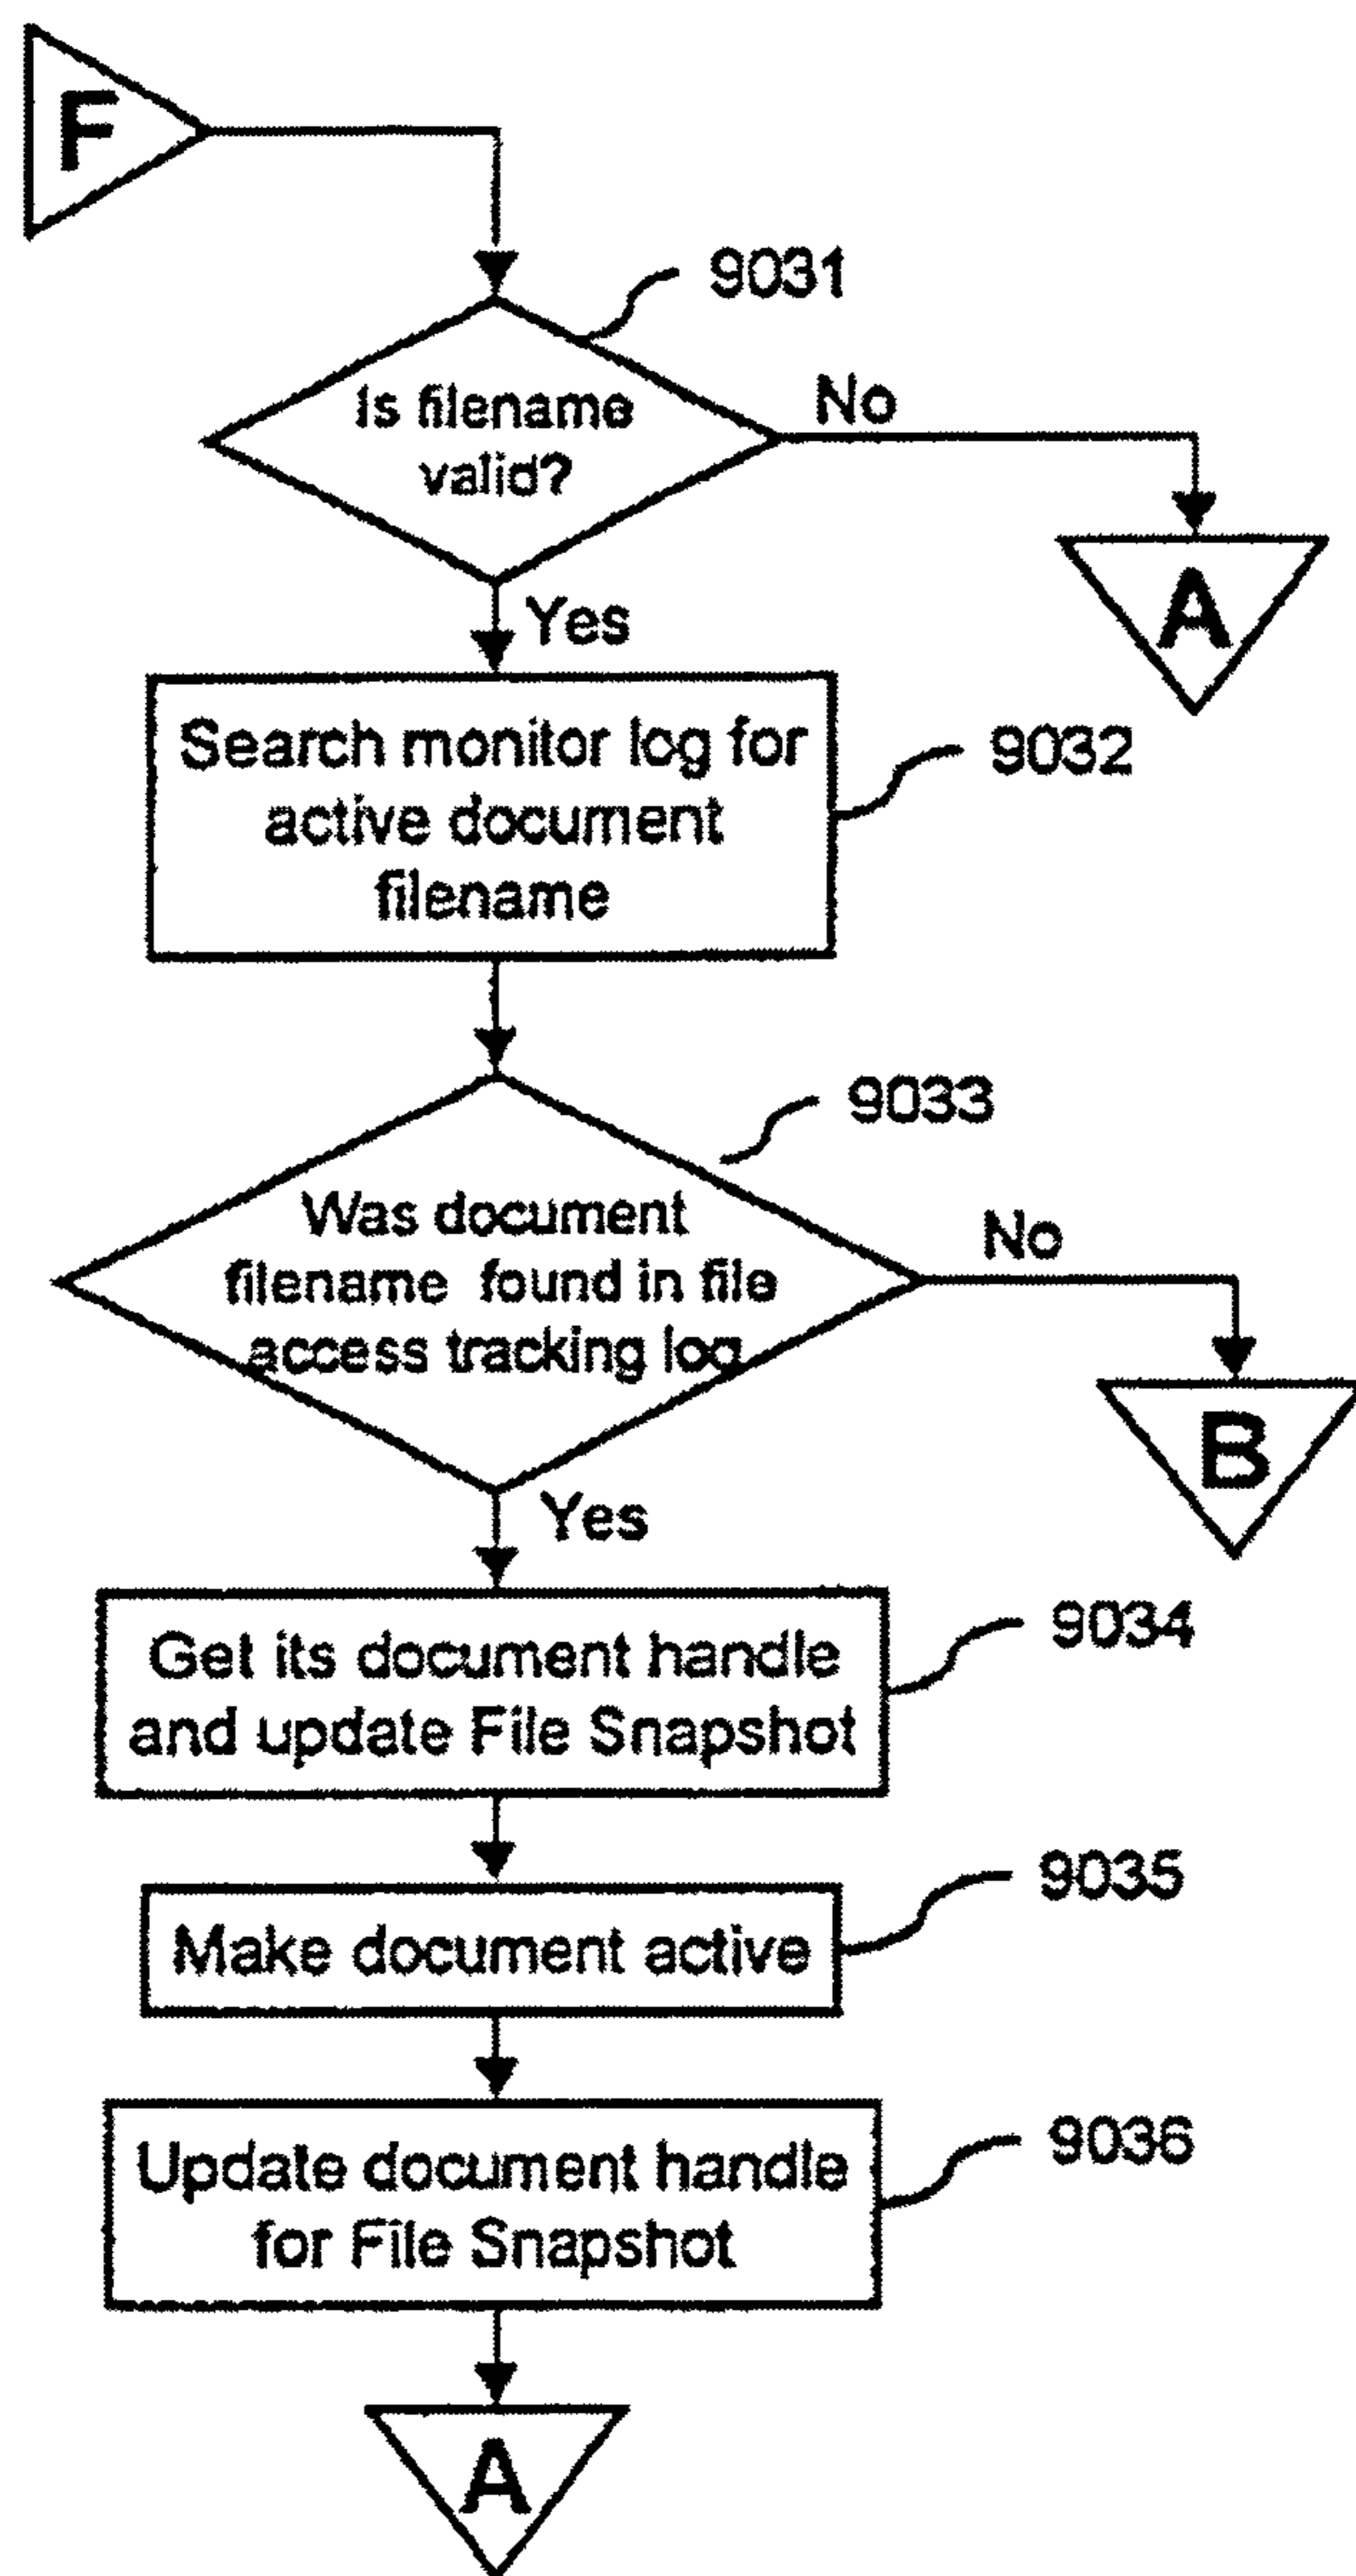 F
9031
Is filename
valid?
No
A
Yes
Search monitor log for
active document
filename
9032
9033
Was document
filename found in file
access tracking log
No
B
Yes
Get its document handle
and update File Snapshot
9034
Make document active
9035
Update document handle
for File Snapshot
9036
A